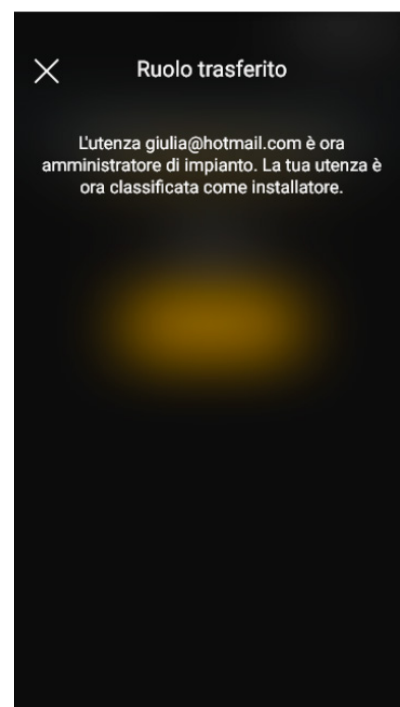 Ruolo trasferito
L'utenza giulia@hotmail.com è ora
amministratore di impianto. La tua utenza è
ora classificata come installatore.